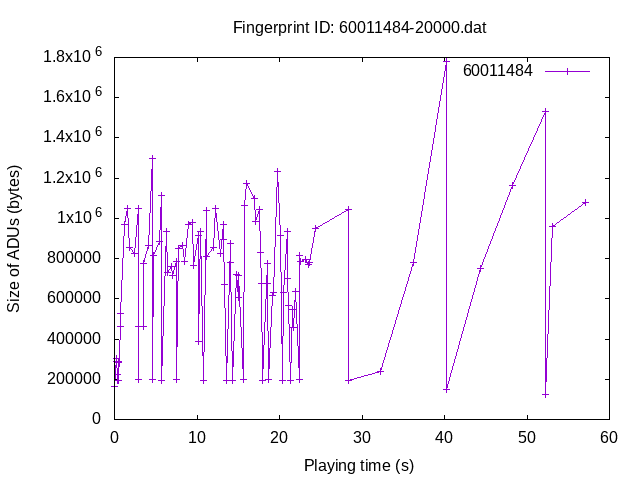 Fingerprint ID: 60011484-20000.dat
1.8x10^6
60011484
1.6x10^6
1.4x10^6
1.2x10^6
1x10^6
800000
600000
400000
200000
0
Size of ADUs (bytes)
0 10 20 30 40 50 60
Playing time (s)